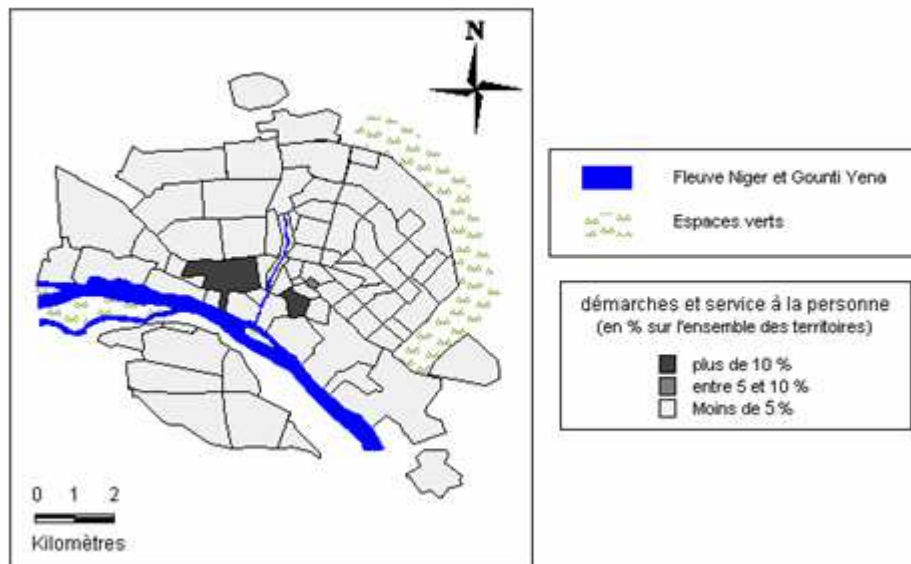 N
Fleuve Niger et Gounti Yena
Espaces verts
démarches et service à la personne
(en % sur l'ensemble des territoires)
plus de 10 %
entre 5 et 10 %
Moins de 5 %
0 1 2
Kilomètres